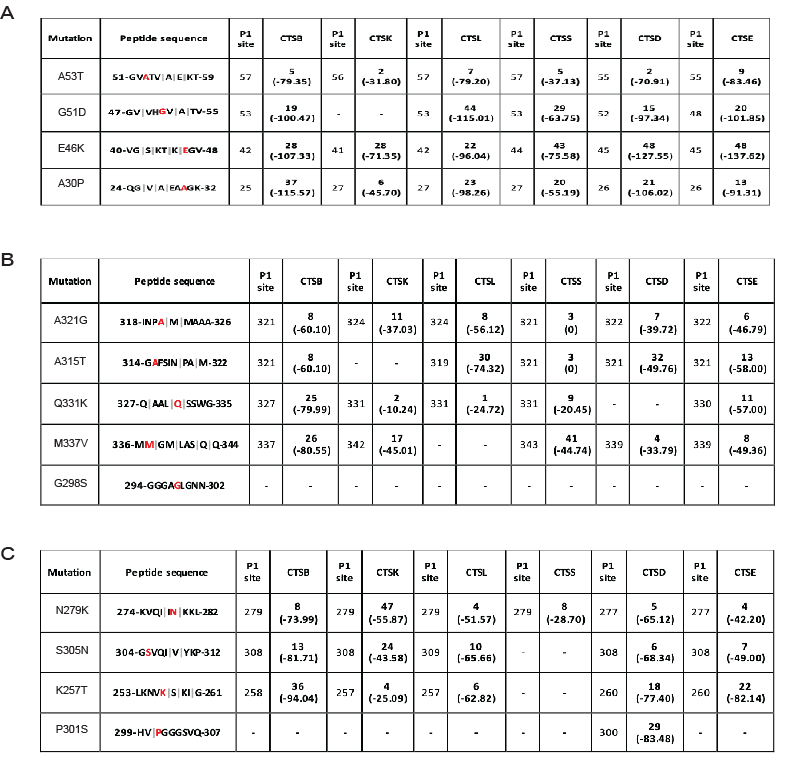 A
Mutation Peptide sequence P1 site CTSB P1 site CTSK P1 site CTSL P1 site CTSS P1 site CTSD P1 site CTSE
A53T 51-GVATV|A|E|KT-59 57 5 (-79.35) 56 2 (-31.80) 57 7 (-79.20) 57 5 (-37.13) 55 2 (-70.91) 55 9 (-83.46)
G51D 47-GV|VHGV|A|TV-55 53 19 (-100.47) - - 53 44 (-115.01) 53 29 (-63.75) 52 15 (-97.34) 48 20 (-101.85)
E46K 40-VG|S|KT|K|EGV-48 42 28 (-107.33) 41 28 (-71.35) 42 22 (-96.04) 44 43 (-75.58) 45 48 (-127.55) 45 48 (-137.62)
A30P 24-QG|V|A|EAAGK-32 25 37 (-115.57) 27 6 (-45.70) 27 23 (-98.26) 27 20 (-55.19) 26 21 (-106.02) 26 13 (-91.31)
B
Mutation Peptide sequence P1 site CTSB P1 site CTSK P1 site CTSL P1 site CTSS P1 site CTSD P1 site CTSE
A321G 318-INPA|M|MAAA-326 321 8 (-60.10) 324 11 (-37.03) 324 8 (-56.12) 321 3 (0) 322 7 (-39.72) 322 6 (-46.79)
A315T 314-GAFSIN|PA|M-322 321 8 (-60.10) - - 319 30 (-74.32) 321 3 (0) 321 32 (-49.76) 321 13 (-58.00)
Q331K 327-Q|AAL|Q|SSWG-335 327 25 (-79.99) 331 2 (-10.24) 331 1 (-24.72) 331 9 (-20.45) - - 330 11 (-57.00)
M337V 336-MM|GM|LAS|Q|Q-344 337 26 (-80.55) 342 17 (-45.01) - - 343 41 (-44.74) 339 4 (-33.79) 339 8 (-49.36)
G298S 294-GGGAGLGNN-302 - - - - - - - - - - - -
C
Mutation Peptide sequence P1 site CTSB P1 site CTSK P1 site CTSL P1 site CTSS P1 site CTSD P1 site CTSE
N279K 274-KVQI|IN|KKL-282 279 8 (-73.99) 279 47 (-55.87) 279 4 (-51.57) 279 8 (-28.70) 277 5 (-65.12) 277 4 (-42.20)
S305N 304-GSVQI|V|YKP-312 308 13 (-81.71) 308 24 (-43.58) 309 10 (-65.66) - - 308 6 (-68.34) 308 7 (-49.00)
K257T 253-LKNVK|S|KI|G-261 258 36 (-94.04) 257 4 (-25.09) 257 6 (-62.82) - - 260 18 (-77.40) 260 22 (-82.14)
P301S 299-HV|PGGGSVQ-307 - - - - - - - - 300 29 (-83.48) - -